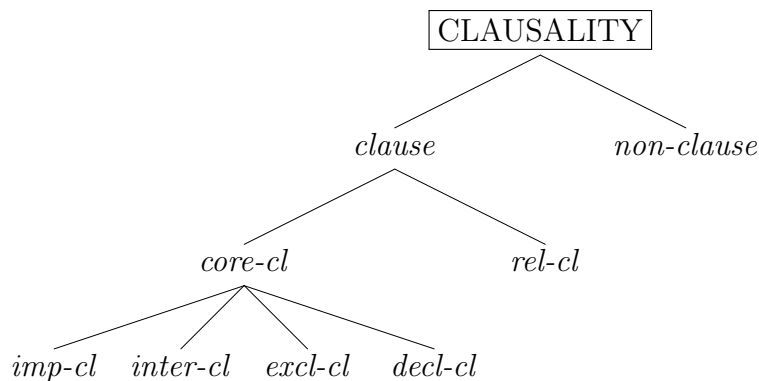 CLAUSALITY
clause non-clause
core-cl rel-cl
imp-cl inter-cl excl-cl decl-cl